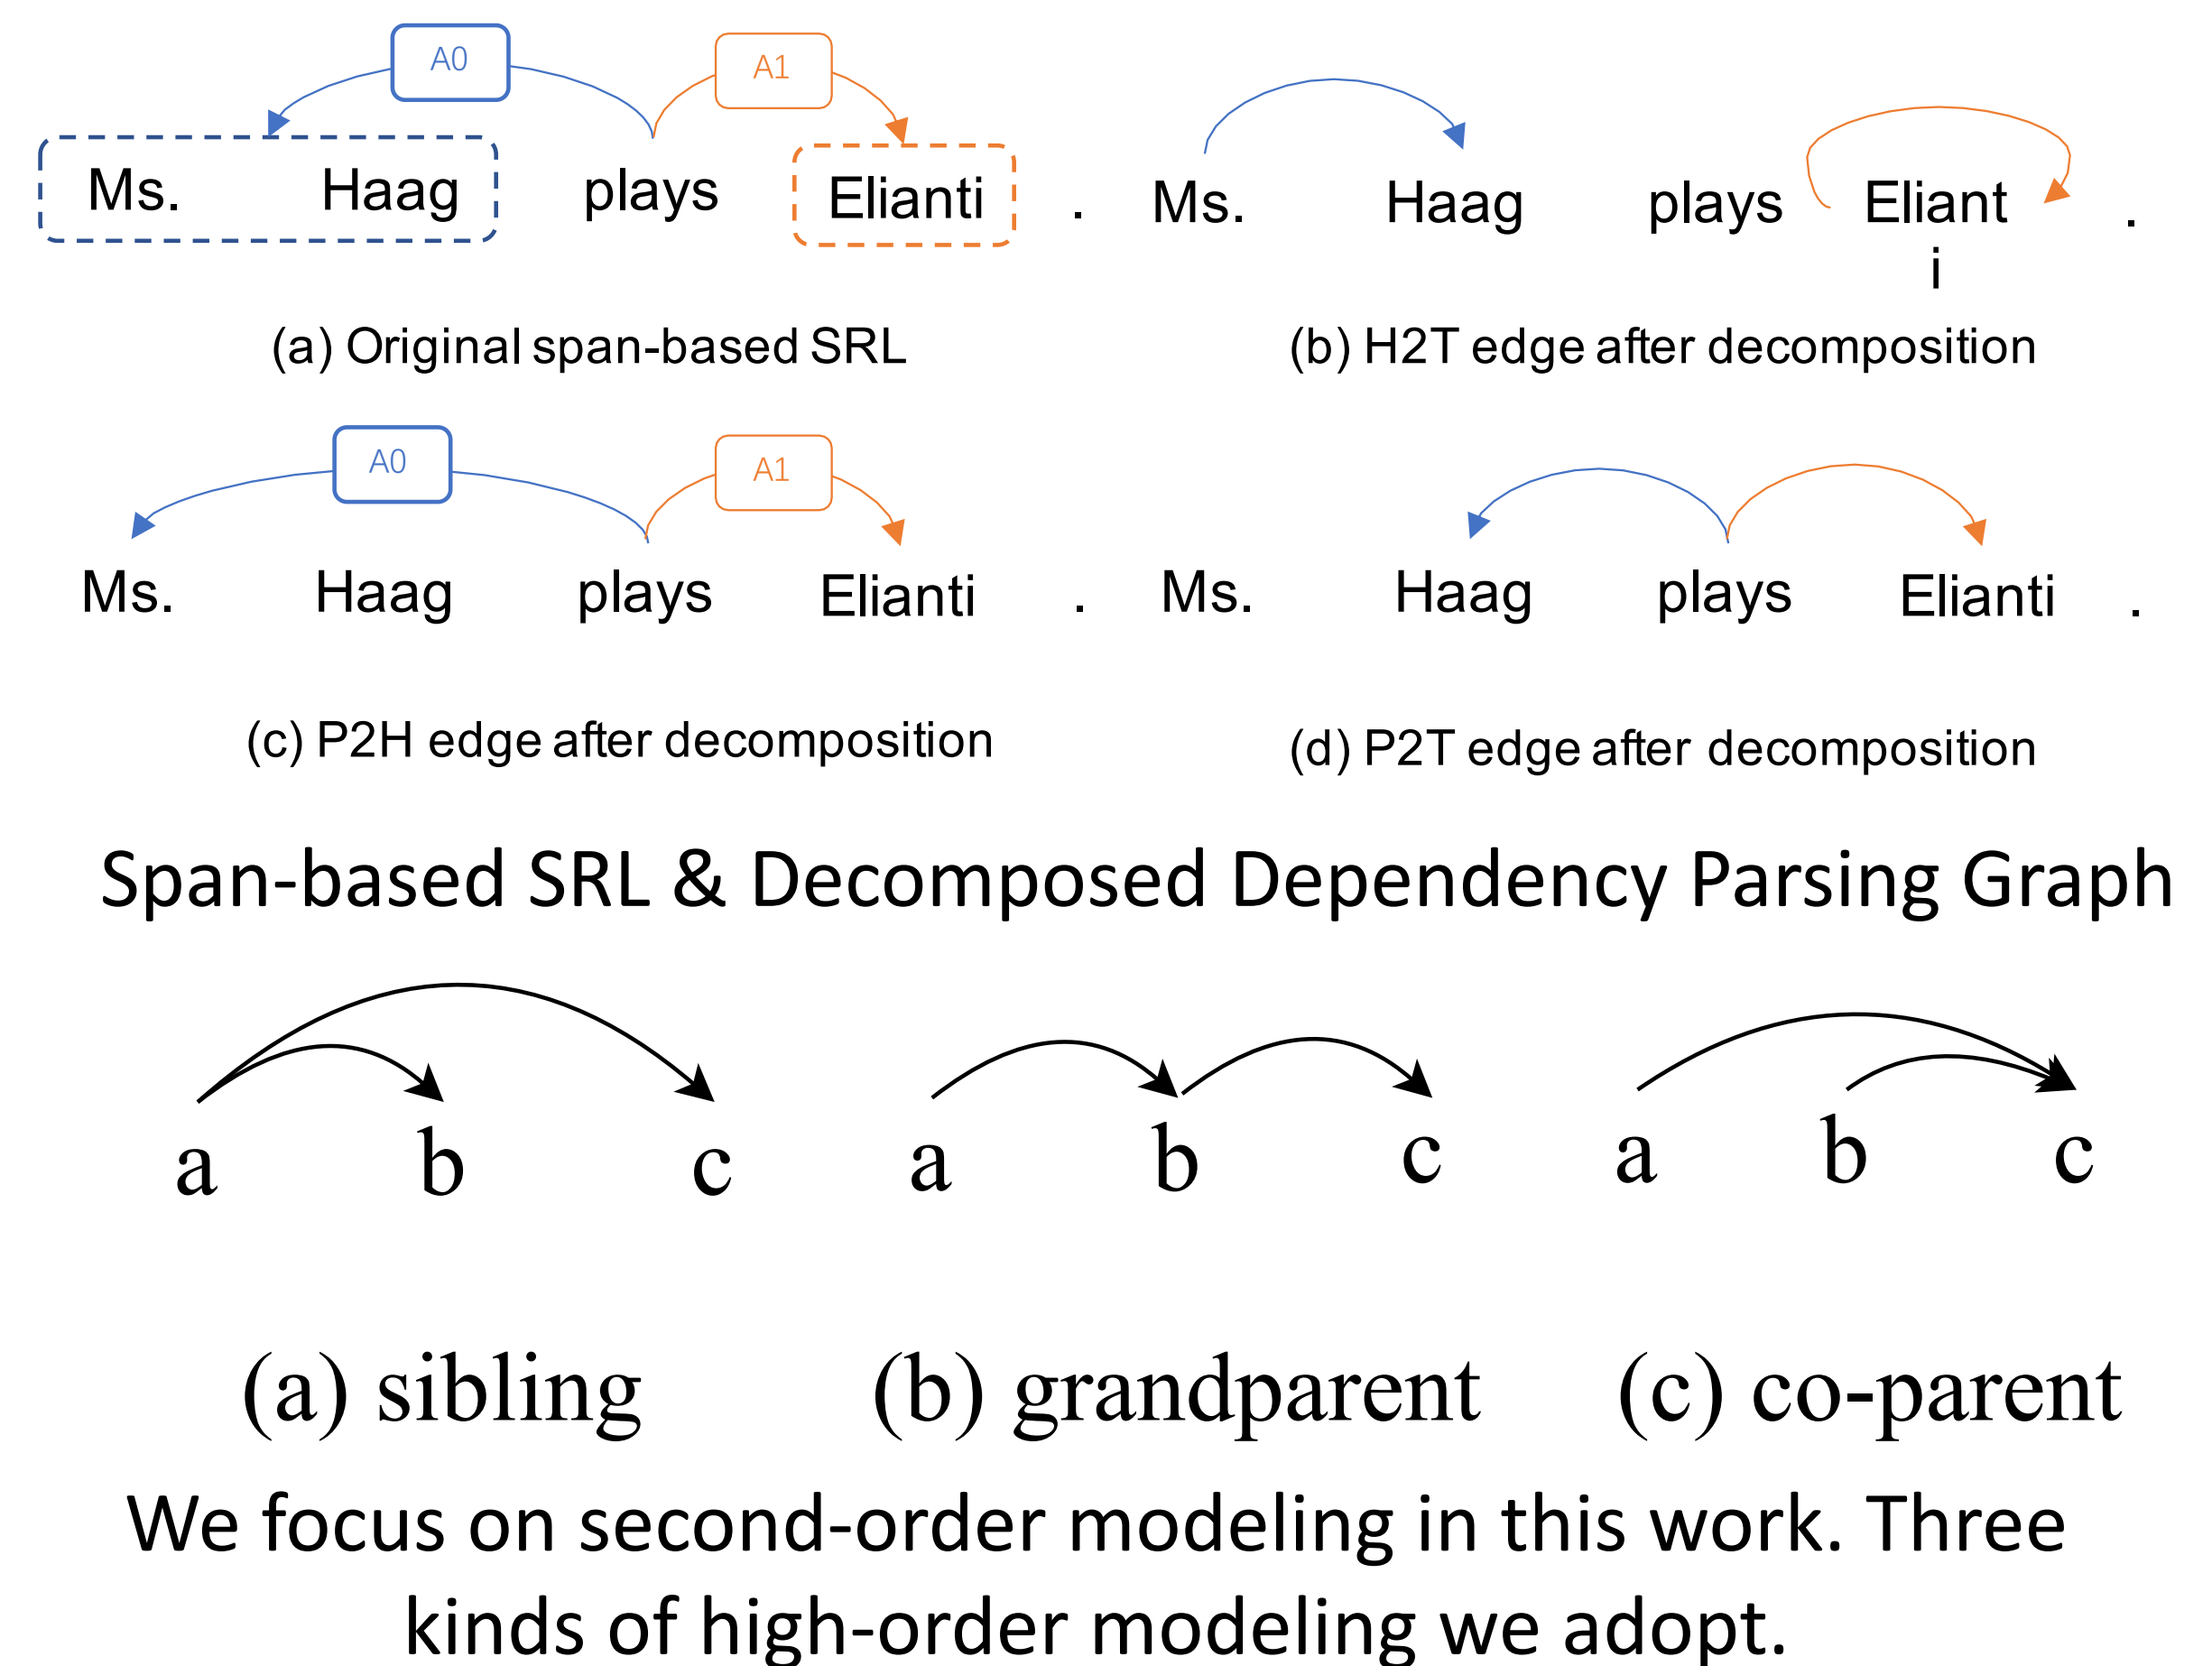 A0 A1
Ms. Haag plays Elianti .
Ms. Haag plays Eliant .
i
(a) Original span-based SRL
(b) H2T edge after decomposition
A0 A1
Ms. Haag plays Elianti .
Ms. Haag plays Elianti .
(c) P2H edge after decomposition
(d) P2T edge after decomposition
Span-based SRL & Decomposed Dependency Parsing Graph
a b c
a b c
a b c
(a) sibling
(b) grandparent
(c) co-parent
We focus on second-order modeling in this work. Three
kinds of high-order modeling we adopt.